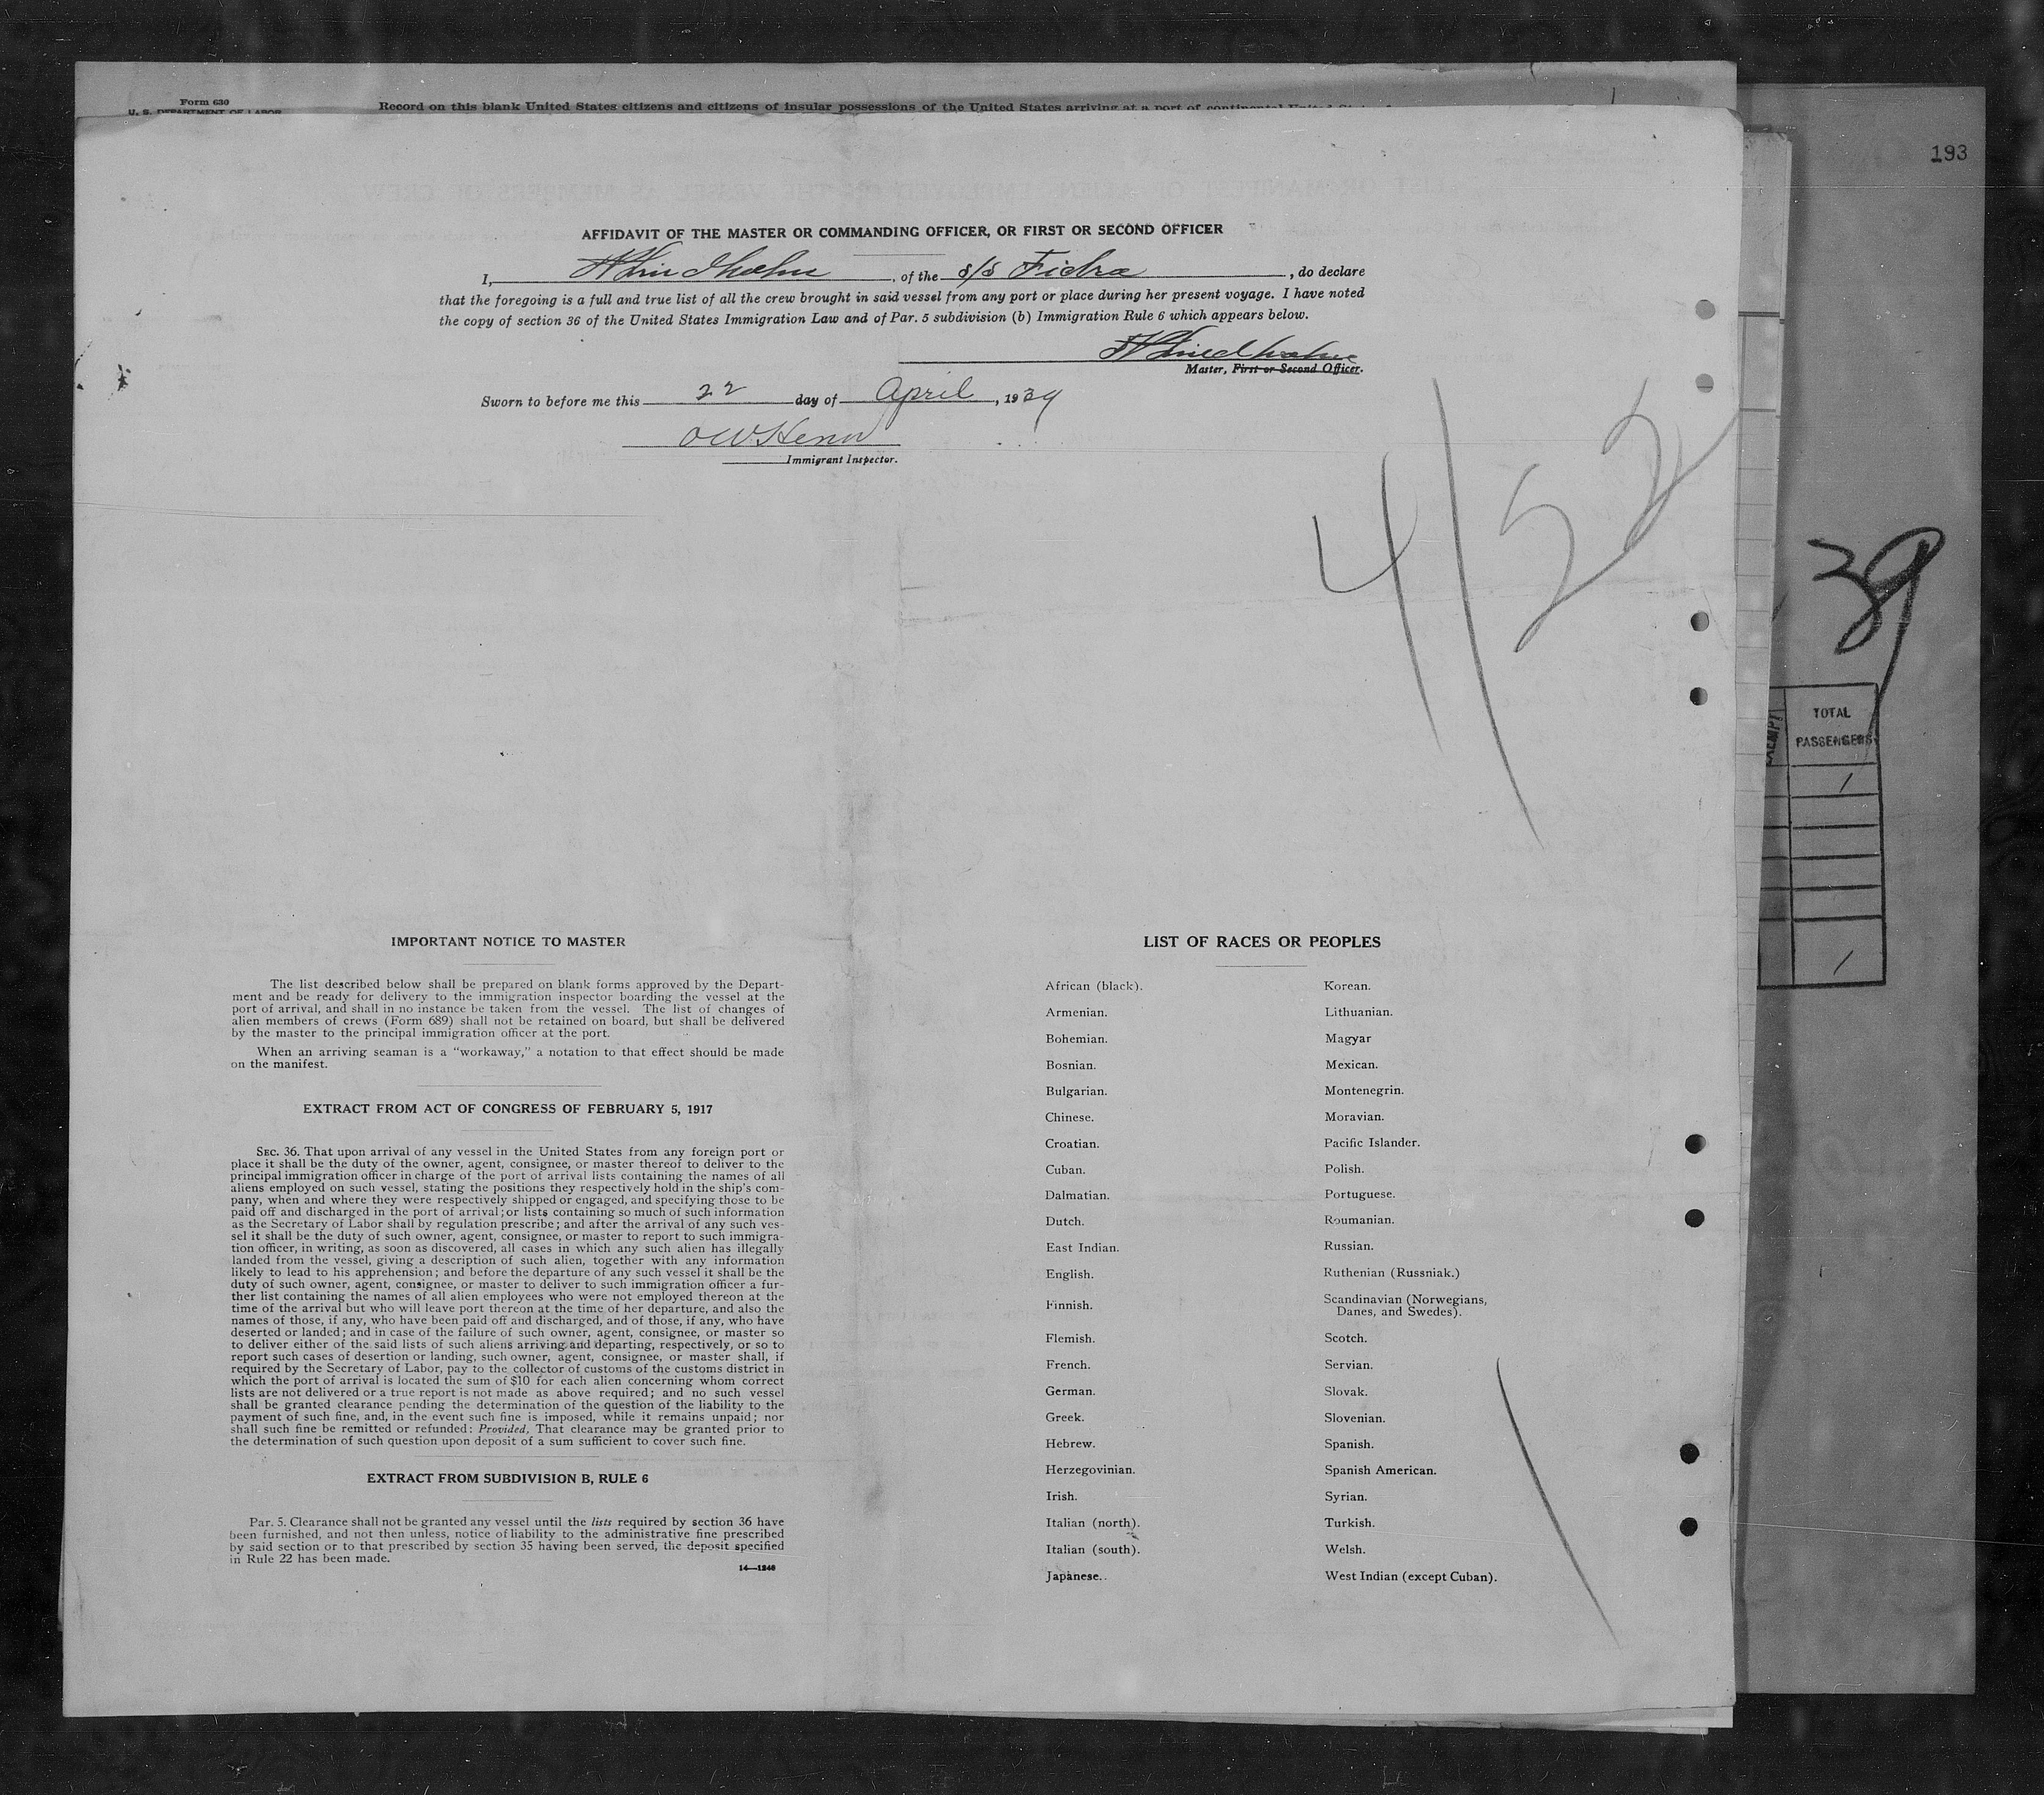 Form 630
U. S. DEPARTMENT OF LABOR
Record on this blank United States citizens and citizens of insular possessions of the United States arriving at a port of continental United
193
AFFIDAVIT OF THE MASTER OR COMMANDING OFFICER, OR FIRST OR SECOND OFFICER
I, Lindholm, of the s/s Fidra, do declare
that the foregoing is a full and true list of all the crew brought in said vessel from any port or place during her present voyage. I have noted
the copy of section 36 of the United States Immigration Law and of Par. 5 subdivision (b) Immigration Rule 6 which appears below.
Lindholm
Master, First or Second Officer.
Sworn to before me this 22 day of April, 1939
Immigrant Inspector.
4/22
39
TOTAL
PASSENGERS
1
1
IMPORTANT NOTICE TO MASTER
The list described below shall be prepared on blank forms approved by the Depart-
ment and be ready for delivery to the immigration inspector boarding the vessel at the
port of arrival, and shall in no instance be taken from the vessel. The list of changes of
alien members of crews (Form 689) shall not be retained on board, but shall be delivered
by the master to the principal immigration officer at the port.
When an arriving seaman is a "workaway," a notation to that effect should be made
on the manifest.
EXTRACT FROM ACT OF CONGRESS OF FEBRUARY 5, 1917
SEC. 36. That upon arrival of any vessel in the United States from any foreign port or
place it shall be the duty of the owner, agent, consignee, or master thereof to deliver to the
principal immigration officer in charge of the port of arrival lists containing the names of all
aliens employed on such vessel, stating the positions they respectively hold in the ship's com-
pany, when and where they were respectively shipped or engaged, and specifying those to be
paid off and discharged in the port of arrival; or lists containing so much of such information
as the Secretary of Labor shall by regulation prescribe; and after the arrival of any such ves-
sel it shall be the duty of such owner, agent, consignee, or master to report to such immigra-
tion officer, in writing, as soon as discovered, all cases in which any such alien has illegally
landed from the vessel, giving a description of such alien, together with any information
likely to lead to his apprehension; and before the departure of any such vessel it shall be the
duty of such owner, agent, consignee, or master to deliver to such immigration officer a fur-
ther list containing the names of all alien employees who were not employed thereon at the
time of the arrival but who will leave port thereon at the time of her departure, and also the
names of those, if any, who have been paid off and discharged, and of those, if any, who have
deserted or landed; and in case of the failure of such owner, agent, consignee, or master so
to deliver either of the said lists of such aliens arriving and departing, respectively, or so to
report such cases of desertion or landing, such owner, agent, consignee, or master shall, if
required by the Secretary of Labor, pay to the collector of customs of the customs district in
which the port of arrival is located the sum of $10 for each alien concerning whom correct
lists are not delivered or a true report is not made as above required; and no such vessel
shall be granted clearance pending the determination of the question of the liability to the
payment of such fine, and, in the event such fine is imposed, while it remains unpaid; nor
shall such fine be remitted or refunded: Provided, That clearance may be granted prior to
the determination of such question upon deposit of a sum sufficient to cover such fine.
EXTRACT FROM SUBDIVISION B, RULE 6
Par. 5. Clearance shall not be granted any vessel until the lists required by section 36 have
been furnished, and not then unless, notice of liability to the administrative fine prescribed
by said section or to that prescribed by section 35 having been served, the deposit specified
in Rule 22 has been made.
14—1240
LIST OF RACES OR PEOPLES
African (black).
Armenian.
Bohemian.
Bosnian.
Bulgarian.
Chinese.
Croatian.
Cuban.
Dalmatian.
Dutch.
East Indian.
English.
Finnish.
Flemish.
French.
German.
Greek.
Hebrew.
Herzegovinian.
Irish.
Italian (north).
Italian (south).
Japanese.
Korean.
Lithuanian.
Magyar
Mexican.
Montenegrin.
Moravian.
Pacific Islander.
Polish.
Portuguese.
Roumanian.
Russian.
Ruthenian (Russniak.)
Scandinavian (Norwegians,
Danes, and Swedes).
Scotch.
Servian.
Slovak.
Slovenian.
Spanish.
Spanish American.
Syrian.
Turkish.
Welsh.
West Indian (except Cuban).